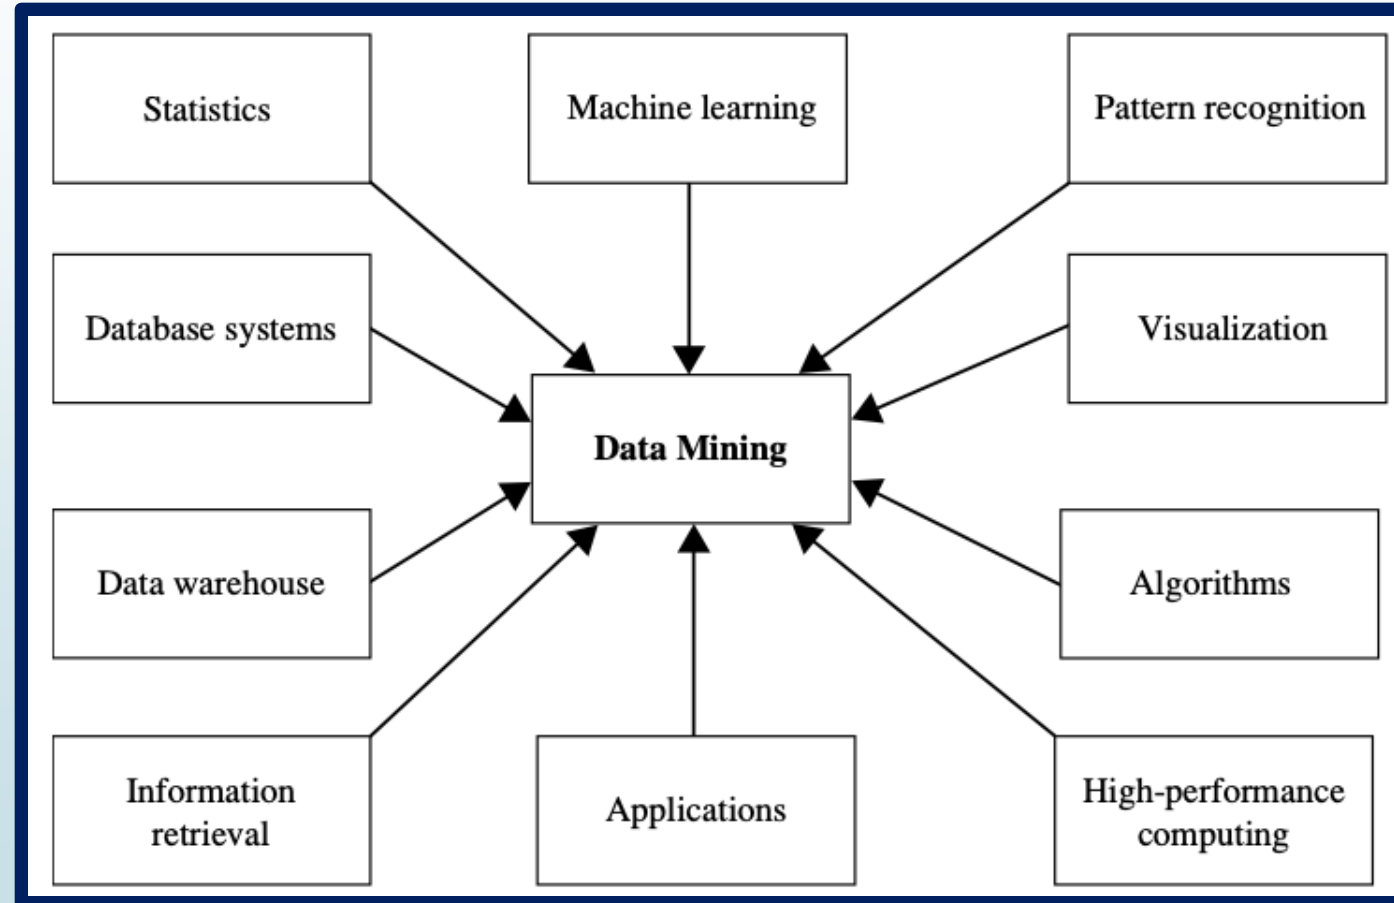 Statistics
Machine learning
Pattern recognition
Database systems
Visualization
Data Mining
Data warehouse
Algorithms
Information
retrieval
Applications
High-performance
computing